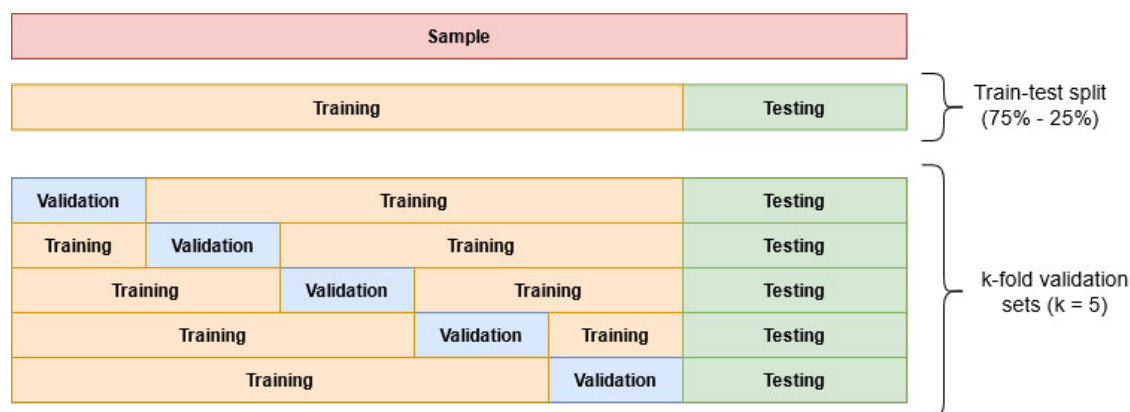 Sample
Training Testing
Train-test split
(75% - 25%)
Validation Training Testing
Training Validation Training Testing
Training Validation Training Testing
Training Validation Training Testing
Training Validation Testing
k-fold validation
sets (k = 5)